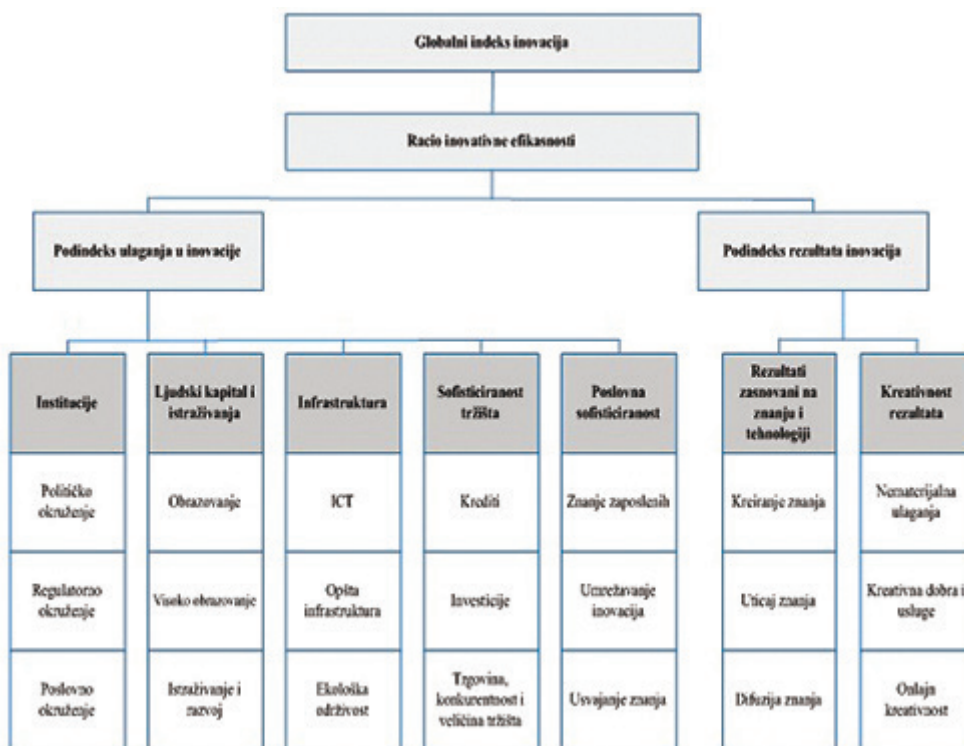 Globalni indeks inovacija
Racio inovativne efikasnosti
Podindeks ulaganja u inovacije
Podindeks rezultata inovacija
Institucije
Ljudski kapital i
istraživanja
Infrastruktura
Sofisticiranost
tržišta
Poslovna
sofisticiranost
Rezultati
zasnovani na
znanju i
tehnologiji
Kreativnost
rezultata
Političko
okruženje
Obrazovanje
ICT
Krediti
Znanje zaposlenih
Kreiranje znanja
Nematerijalna
ulaganja
Regulatorno
okruženje
Visoko obrazovanje
Opšta
infrastruktura
Investicije
Umrežavanje
inovacija
Uticaj znanja
Kreativna dobra i
usluge
Poslovno
okruženje
Istraživanje i
razvoj
Ekološka
održivost
Trgovina,
konkurentnost i
veličina tržišta
Usvajanje znanja
Difuzija znanja
Onlajn
kreativnost